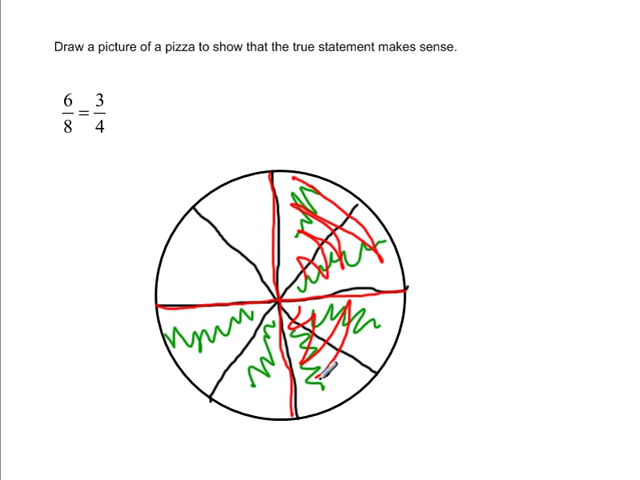 Draw a picture of a pizza to show that the true statement makes sense.
6/8 = 3/4